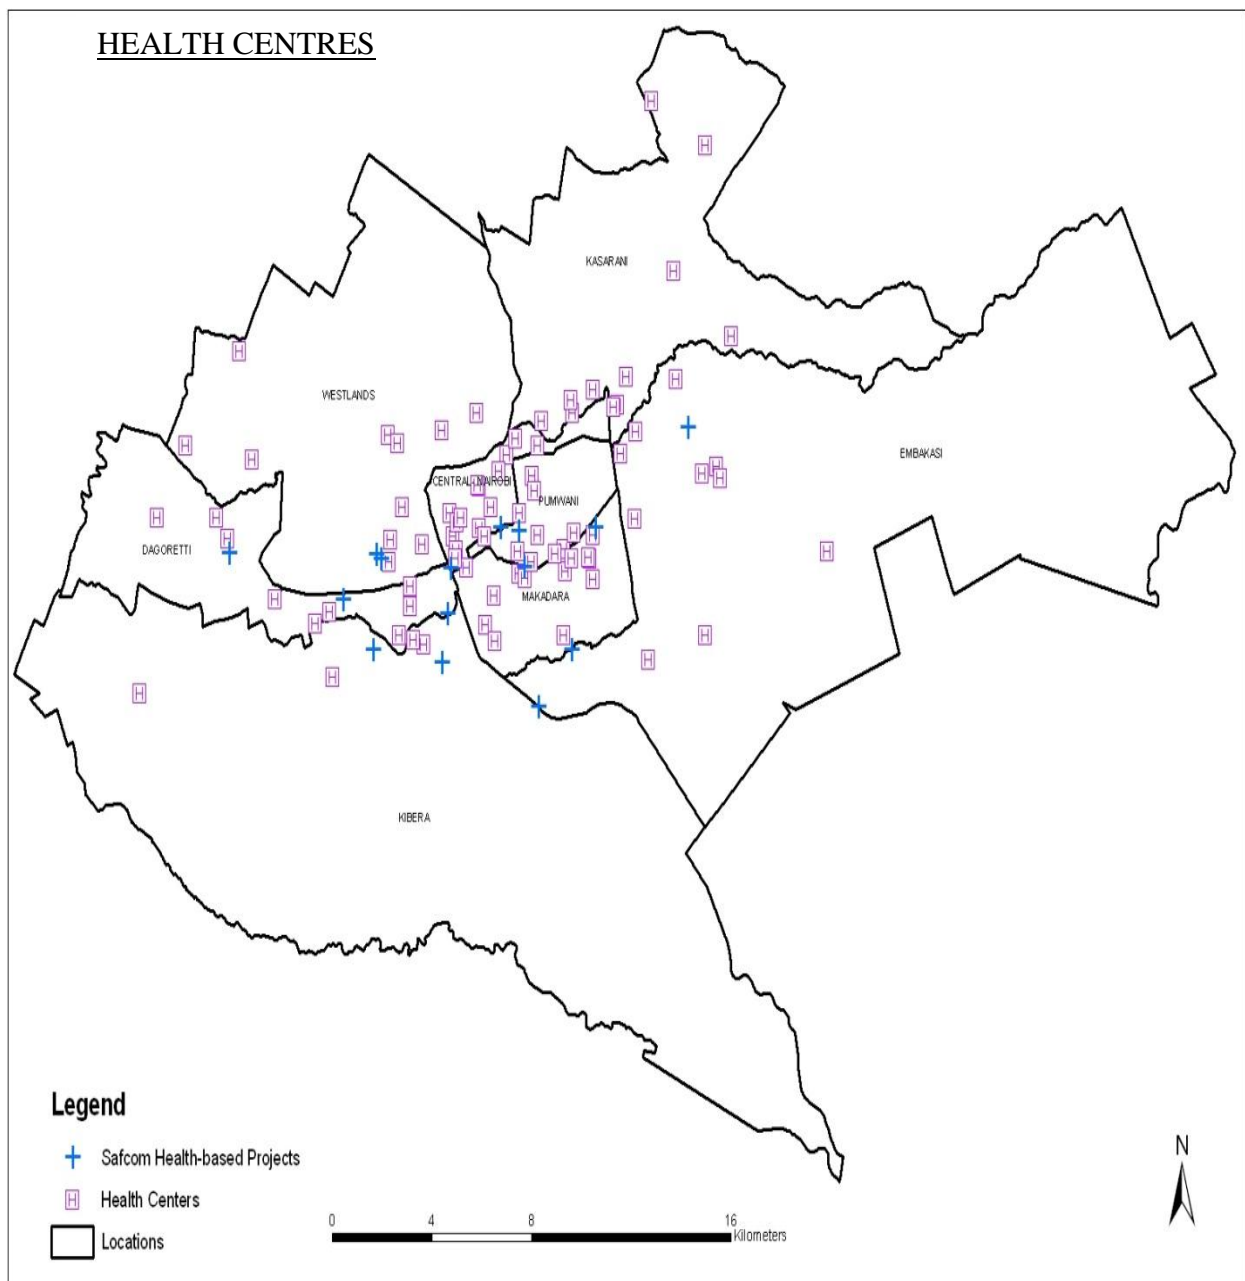 HEALTH CENTRES
KASARANI
WESTLANDS
EMBAKASI
CENTRAL NAIROBI
PUMWANI
DAGORETTI
MAKADARA
KIBERA
Legend
Safcom Health-based Projects
Health Centers
Locations
0 4 8 16
Kilometers
N